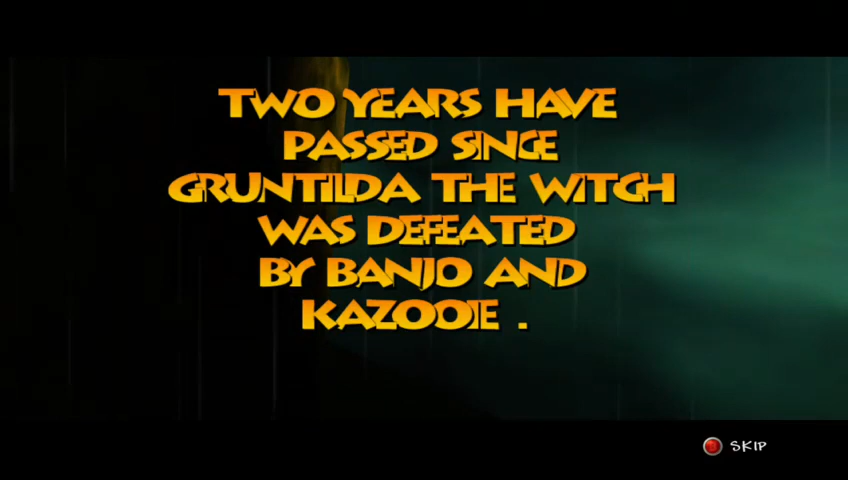 TWO YEARS HAVE
PASSED SINCE
GRUNTILDA THE WITCH
WAS DEFEATED
BY BANJO AND
KAZOOIE .
SKIP